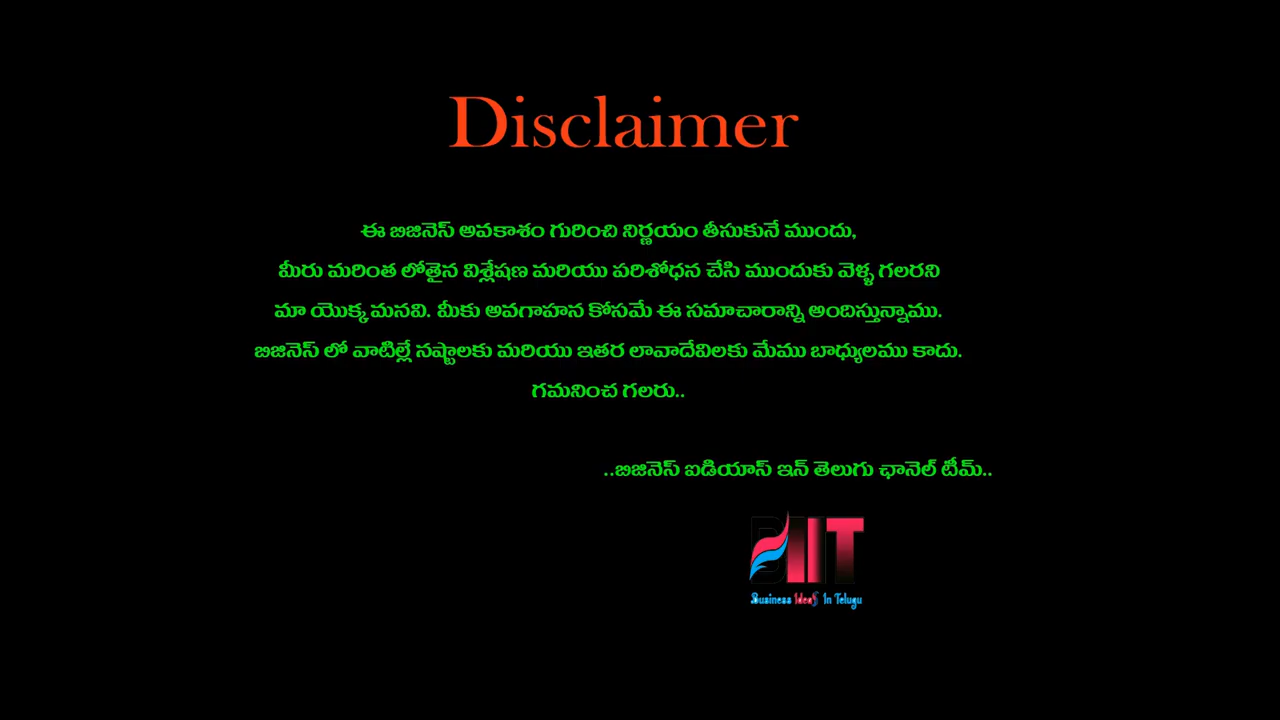 Disclaimer
ఈ బిజినెస్ అవకాశం గురించి నిర్ణయం తీసుకునే ముందు,
మీరు మరింత లోతైన విశ్లేషణ మరియు పరిశోధన చేసి ముందుకు వెళ్ళ గలరని
మా యొక్క మనవి. మీకు అవగాహన కోసమే ఈ సమాచారాన్ని అందిస్తున్నాము.
బిజినెస్ లో వాటిల్లే నష్టాలకు మరియు ఇతర లావాదేవిలకు మేము బాధ్యులము కాదు.
గమనించ గలరు..
..బిజినెస్ ఐడియాస్ ఇన్ తెలుగు ఛానెల్ టీమ్..
BIIT
Business Ideas In Telugu